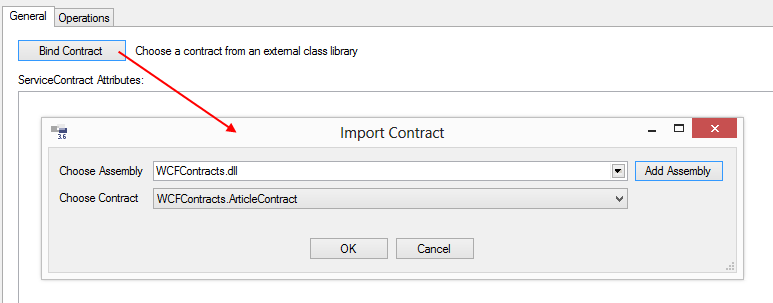 General Operations
Bind Contract Choose a contract from an external class library
ServiceContract Attributes:
3.6 Import Contract
Choose Assembly WCFContracts.dll Add Assembly
Choose Contract WCFContracts.ArticleContract
OK Cancel